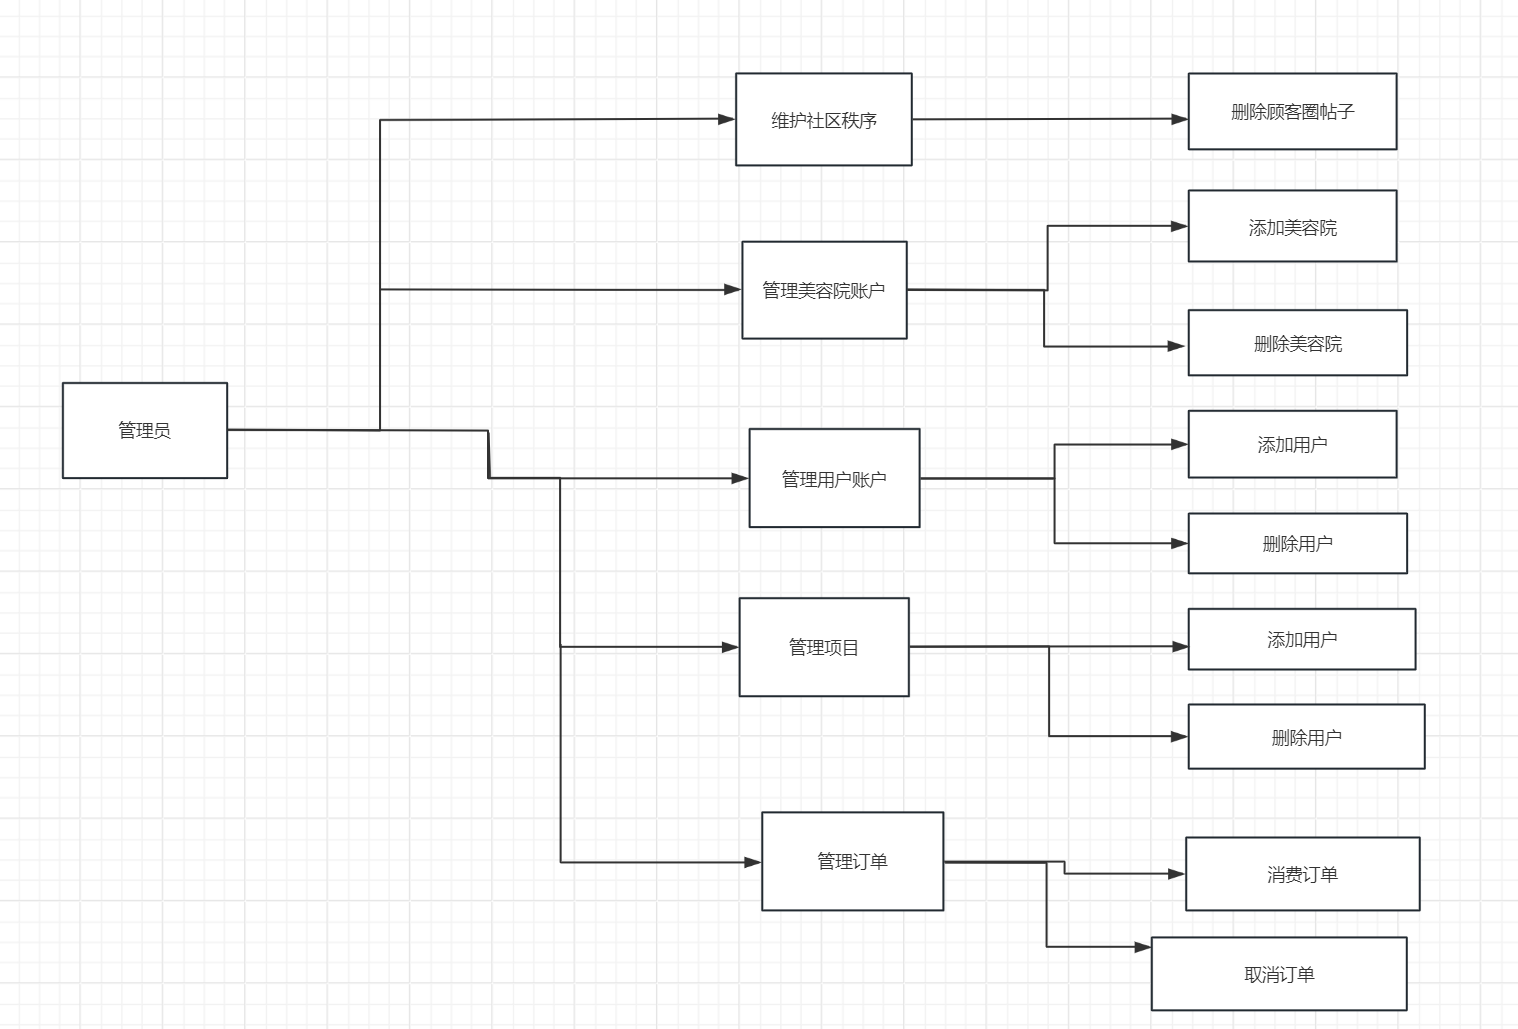 维护社区秩序
删除顾客圈帖子
添加美容院
管理美容院账户
删除美容院
管理员
添加用户
管理用户账户
删除用户
添加用户
管理项目
删除用户
管理订单
消费订单
取消订单